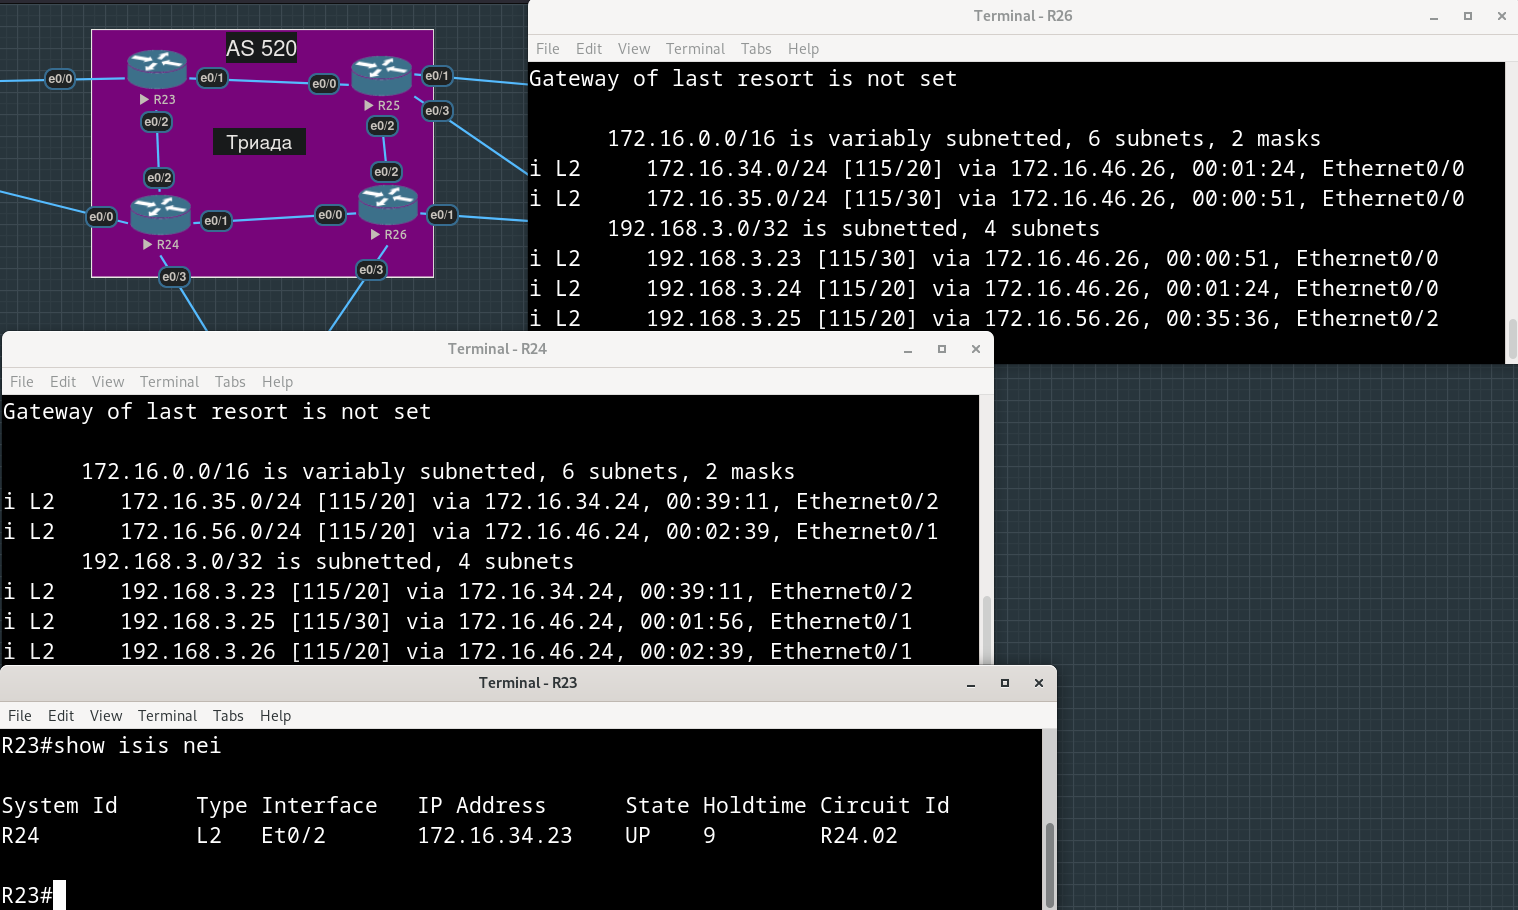 AS 520
e0/0
e0/1
e0/0
e0/1
R23
R25
e0/3
e0/2
e0/2
Триада
e0/2
e0/2
e0/0
e0/1
e0/0
e0/1
R24
R26
e0/3
e0/3
Terminal - R26
File Edit View Terminal Tabs Help
Gateway of last resort is not set
172.16.0.0/16 is variably subnetted, 6 subnets, 2 masks
i L2 172.16.34.0/24 [115/20] via 172.16.46.26, 00:01:24, Ethernet0/0
i L2 172.16.35.0/24 [115/30] via 172.16.46.26, 00:00:51, Ethernet0/0
192.168.3.0/32 is subnetted, 4 subnets
i L2 192.168.3.23 [115/30] via 172.16.46.26, 00:00:51, Ethernet0/0
i L2 192.168.3.24 [115/20] via 172.16.46.26, 00:01:24, Ethernet0/0
i L2 192.168.3.25 [115/20] via 172.16.56.26, 00:35:36, Ethernet0/2
Terminal - R24
File Edit View Terminal Tabs Help
Gateway of last resort is not set
172.16.0.0/16 is variably subnetted, 6 subnets, 2 masks
i L2 172.16.35.0/24 [115/20] via 172.16.34.24, 00:39:11, Ethernet0/2
i L2 172.16.56.0/24 [115/20] via 172.16.46.24, 00:02:39, Ethernet0/1
192.168.3.0/32 is subnetted, 4 subnets
i L2 192.168.3.23 [115/20] via 172.16.34.24, 00:39:11, Ethernet0/2
i L2 192.168.3.25 [115/30] via 172.16.46.24, 00:01:56, Ethernet0/1
i L2 192.168.3.26 [115/20] via 172.16.46.24, 00:02:39, Ethernet0/1
Terminal - R23
File Edit View Terminal Tabs Help
R23#show isis nei
System Id Type Interface IP Address State Holdtime Circuit Id
R24 L2 Et0/2 172.16.34.23 UP 9 R24.02
R23#